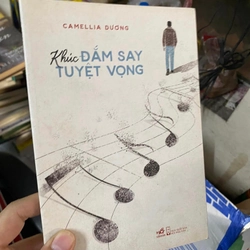 CAMELLIA DƯƠNG
Khúc ĐẮM SAY
TUYỆT VỌNG